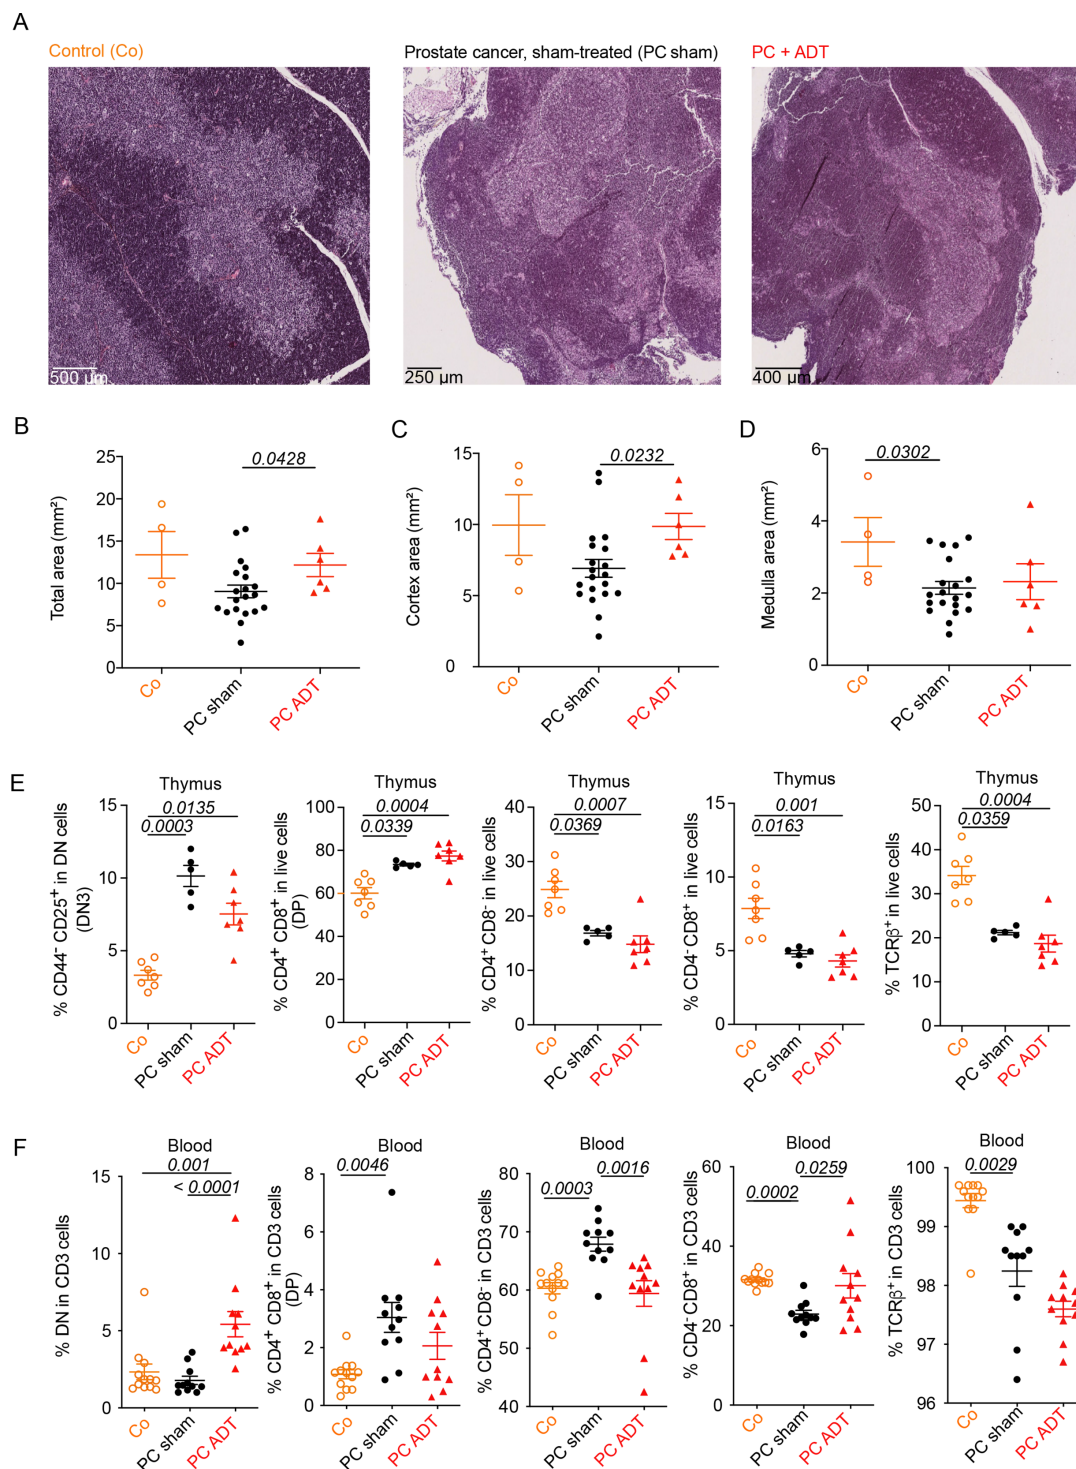 A
Control (Co)
Prostate cancer, sham-treated (PC sham)
PC + ADT
500 µm
250 µm
400 µm
B
Total area (mm²)
25
20
15
10
5
0
0.0428
Co
PC sham
PC ADT
C
Cortex area (mm²)
15
10
5
0
0.0232
Co
PC sham
PC ADT
D
Medulla area (mm²)
6
4
2
0
0.0302
Co
PC sham
PC ADT
E
Thymus
% CD44⁻ CD25⁺ in DN cells
(DN3)
15
10
5
0
0.0135
0.0003
Co
PC sham
PC ADT
Thymus
% CD4⁺ CD8⁺ in live cells
(DP)
100
80
60
40
20
0
0.0004
0.0339
Co
PC sham
PC ADT
Thymus
% CD4⁺ CD8⁻ in live cells
40
30
20
10
0
0.0007
0.0369
Co
PC sham
PC ADT
Thymus
% CD4⁻ CD8⁺ in live cells
15
10
5
0
0.001
0.0163
Co
PC sham
PC ADT
Thymus
% TCRβ⁺ in live cells
50
40
30
20
10
0
0.0004
0.0359
Co
PC sham
PC ADT
F
Blood
% DN in CD3 cells
15
10
5
0
0.001
< 0.0001
Co
PC sham
PC ADT
Blood
% CD4⁺ CD8⁺ in CD3 cells
(DP)
8
6
4
2
0
0.0046
Co
PC sham
PC ADT
Blood
% CD4⁺ CD8⁻ in CD3 cells
80
70
60
50
40
0.0016
0.0003
Co
PC sham
PC ADT
Blood
% CD4⁻ CD8⁺ in CD3 cells
60
40
20
0
0.0259
0.0002
Co
PC sham
PC ADT
Blood
% TCRβ⁺ in CD3 cells
100
99
98
97
96
0.0029
Co
PC sham
PC ADT